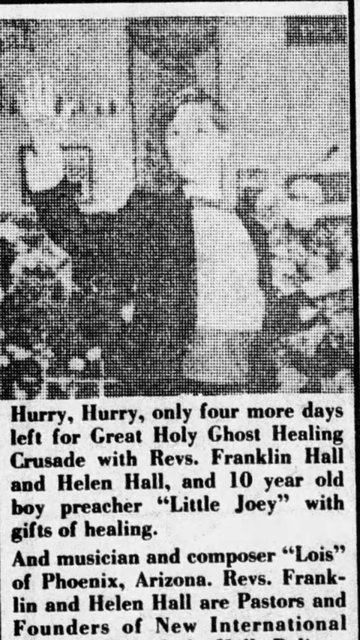 Hurry, Hurry, only four more days
left for Great Holy Ghost Healing
Crusade with Revs. Franklin Hall
and Helen Hall, and 10 year old
boy preacher “Little Joey” with
gifts of healing.
And musician and composer “Lois”
of Phoenix, Arizona. Revs. Frank-
lin and Helen Hall are Pastors and
Founders of New International